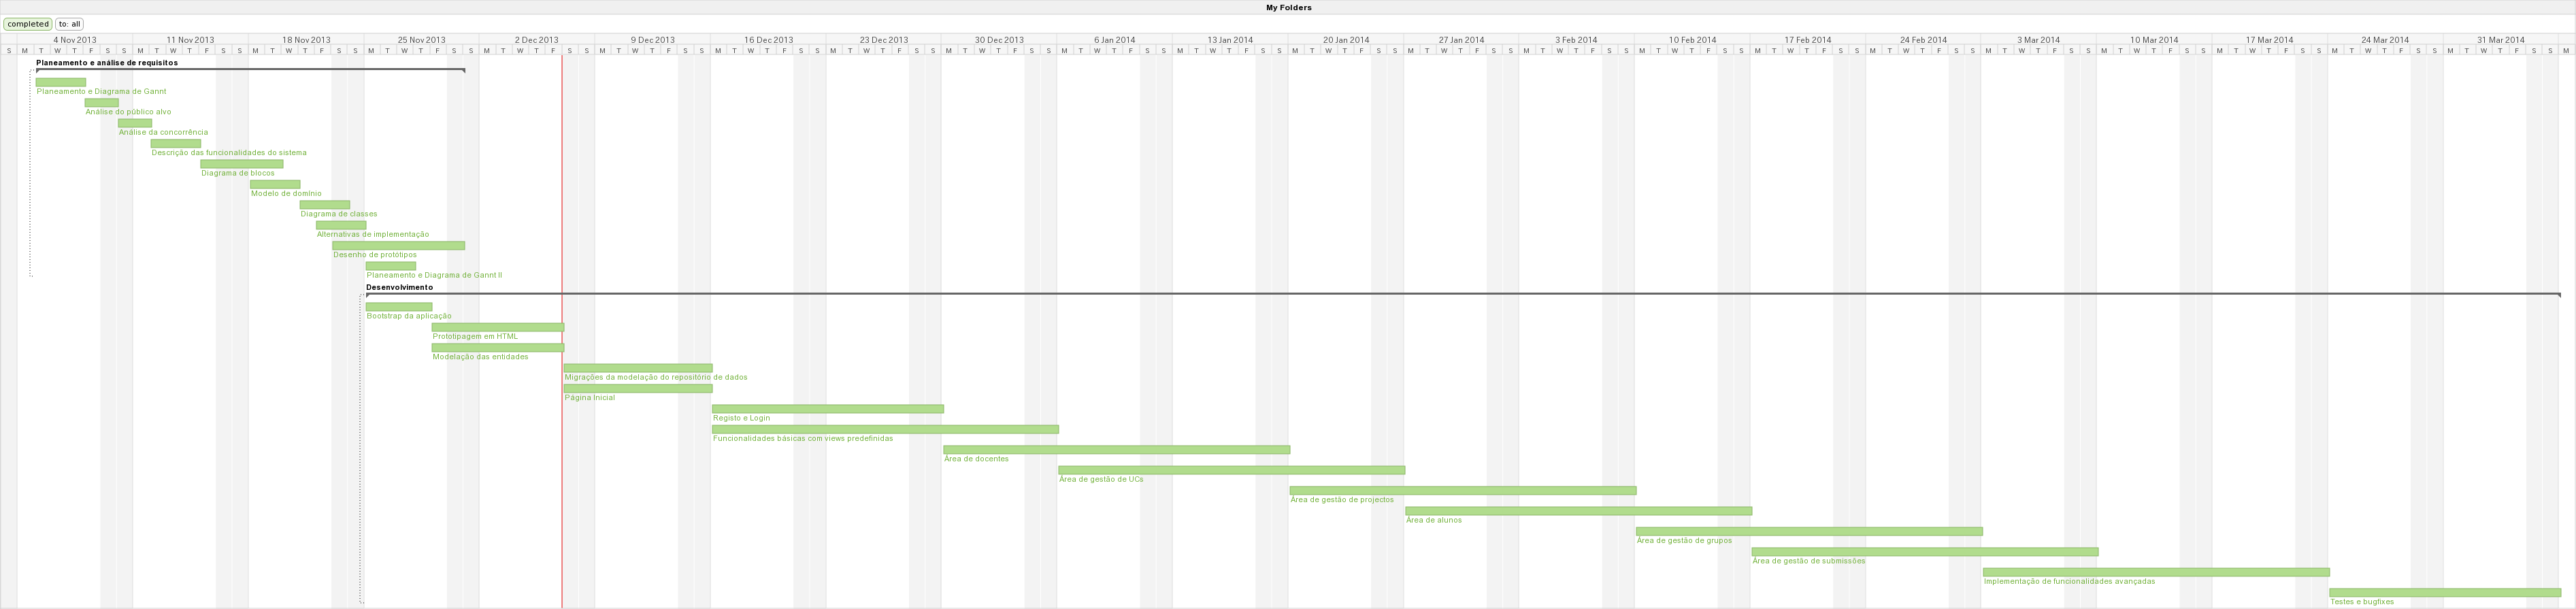 My Folders
completed to: all
4 Nov 2013 11 Nov 2013 18 Nov 2013 25 Nov 2013 2 Dec 2013 9 Dec 2013 16 Dec 2013 23 Dec 2013 30 Dec 2013 6 Jan 2014 13 Jan 2014 20 Jan 2014 27 Jan 2014 3 Feb 2014 10 Feb 2014 17 Feb 2014 24 Feb 2014 3 Mar 2014 10 Mar 2014 17 Mar 2014 24 Mar 2014 31 Mar 2014
S M T W T F S S M T W T F S S M T W T F S S M T W T F S S M T W T F S S M T W T F S S M T W T F S S M T W T F S S M T W T F S S M T W T F S S M T W T F S S M T W T F S S M T W T F S S M T W T F S S M T W T F S S M T W T F S S M T W T F S S M T W T F S S M T W T F S S M T W T F S S M T W T F S S M T W T F S S M
Planeamento e análise de requisitos
Planeamento e Diagrama de Gannt
Análise do público alvo
Análise da concorrência
Descrição das funcionalidades do sistema
Diagrama de blocos
Modelo de domínio
Diagrama de classes
Alternativas de implementação
Desenho de protótipos
Planeamento e Diagrama de Gannt II
Desenvolvimento
Bootstrap da aplicação
Prototipagem em HTML
Modelação das entidades
Migrações da modelação do repositório de dados
Página Inicial
Registo e Login
Funcionalidades básicas com views predefinidas
Área de docentes
Área de gestão de UCs
Área de gestão de projectos
Área de alunos
Área de gestão de grupos
Área de gestão de submissões
Implementação de funcionalidades avançadas
Testes e bugfixes